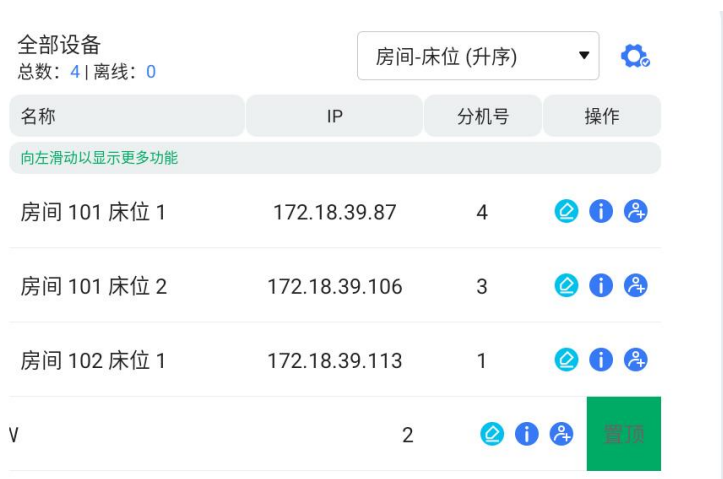 全部设备
总数：4 | 离线：0
房间-床位 (升序)
名称 IP 分机号 操作
向左滑动以显示更多功能
房间 101 床位 1 172.18.39.87 4
房间 101 床位 2 172.18.39.106 3
房间 102 床位 1 172.18.39.113 1
2 置顶